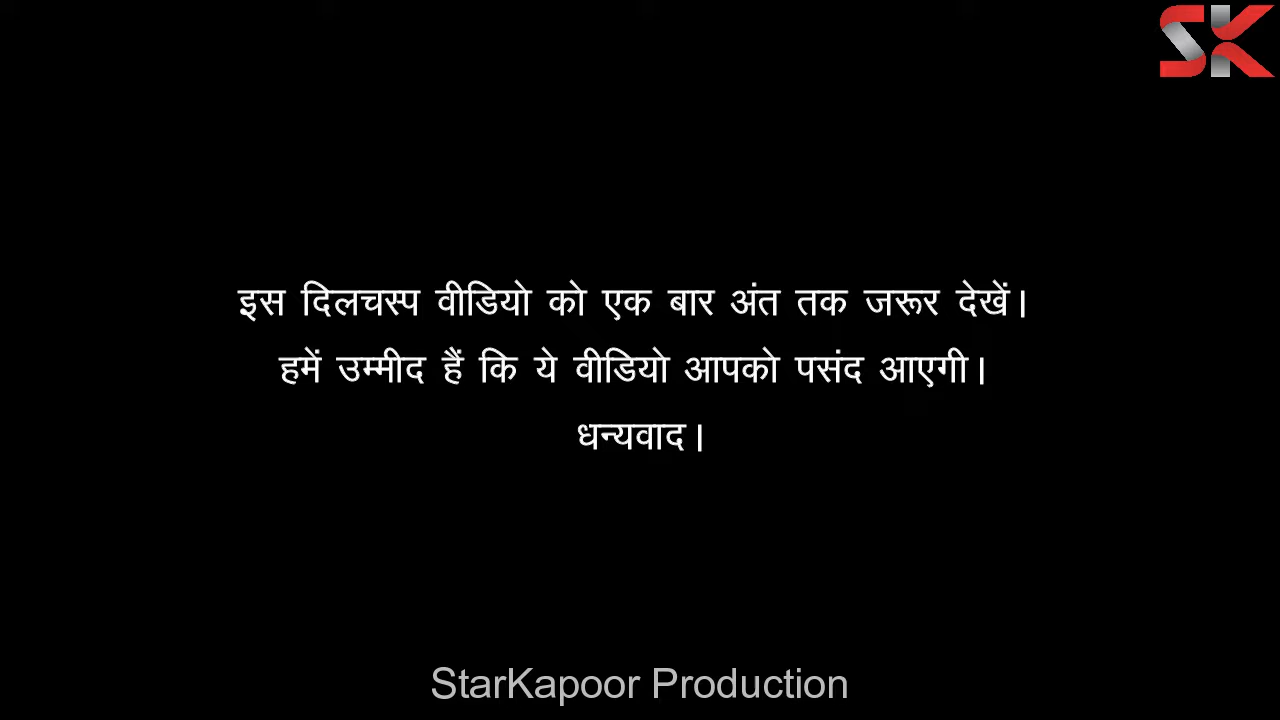 SK
इस दिलचस्प वीडियो को एक बार अंत तक जरूर देखें।
हमें उम्मीद हैं कि ये वीडियो आपको पसंद आएगी।
धन्यवाद।
StarKapoor Production